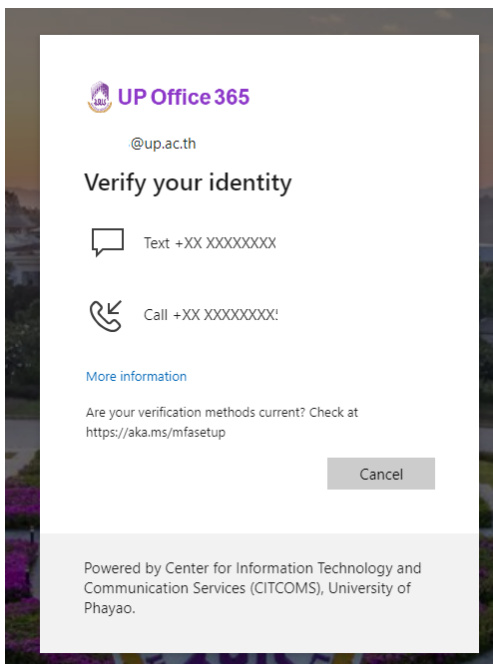 UP Office 365
@up.ac.th
Verify your identity
Text +XX XXXXXXXX
Call +XX XXXXXXXX
More information
Are your verification methods current? Check at
https://aka.ms/mfasetup
Cancel
Powered by Center for Information Technology and
Communication Services (CITCOMS), University of
Phayao.